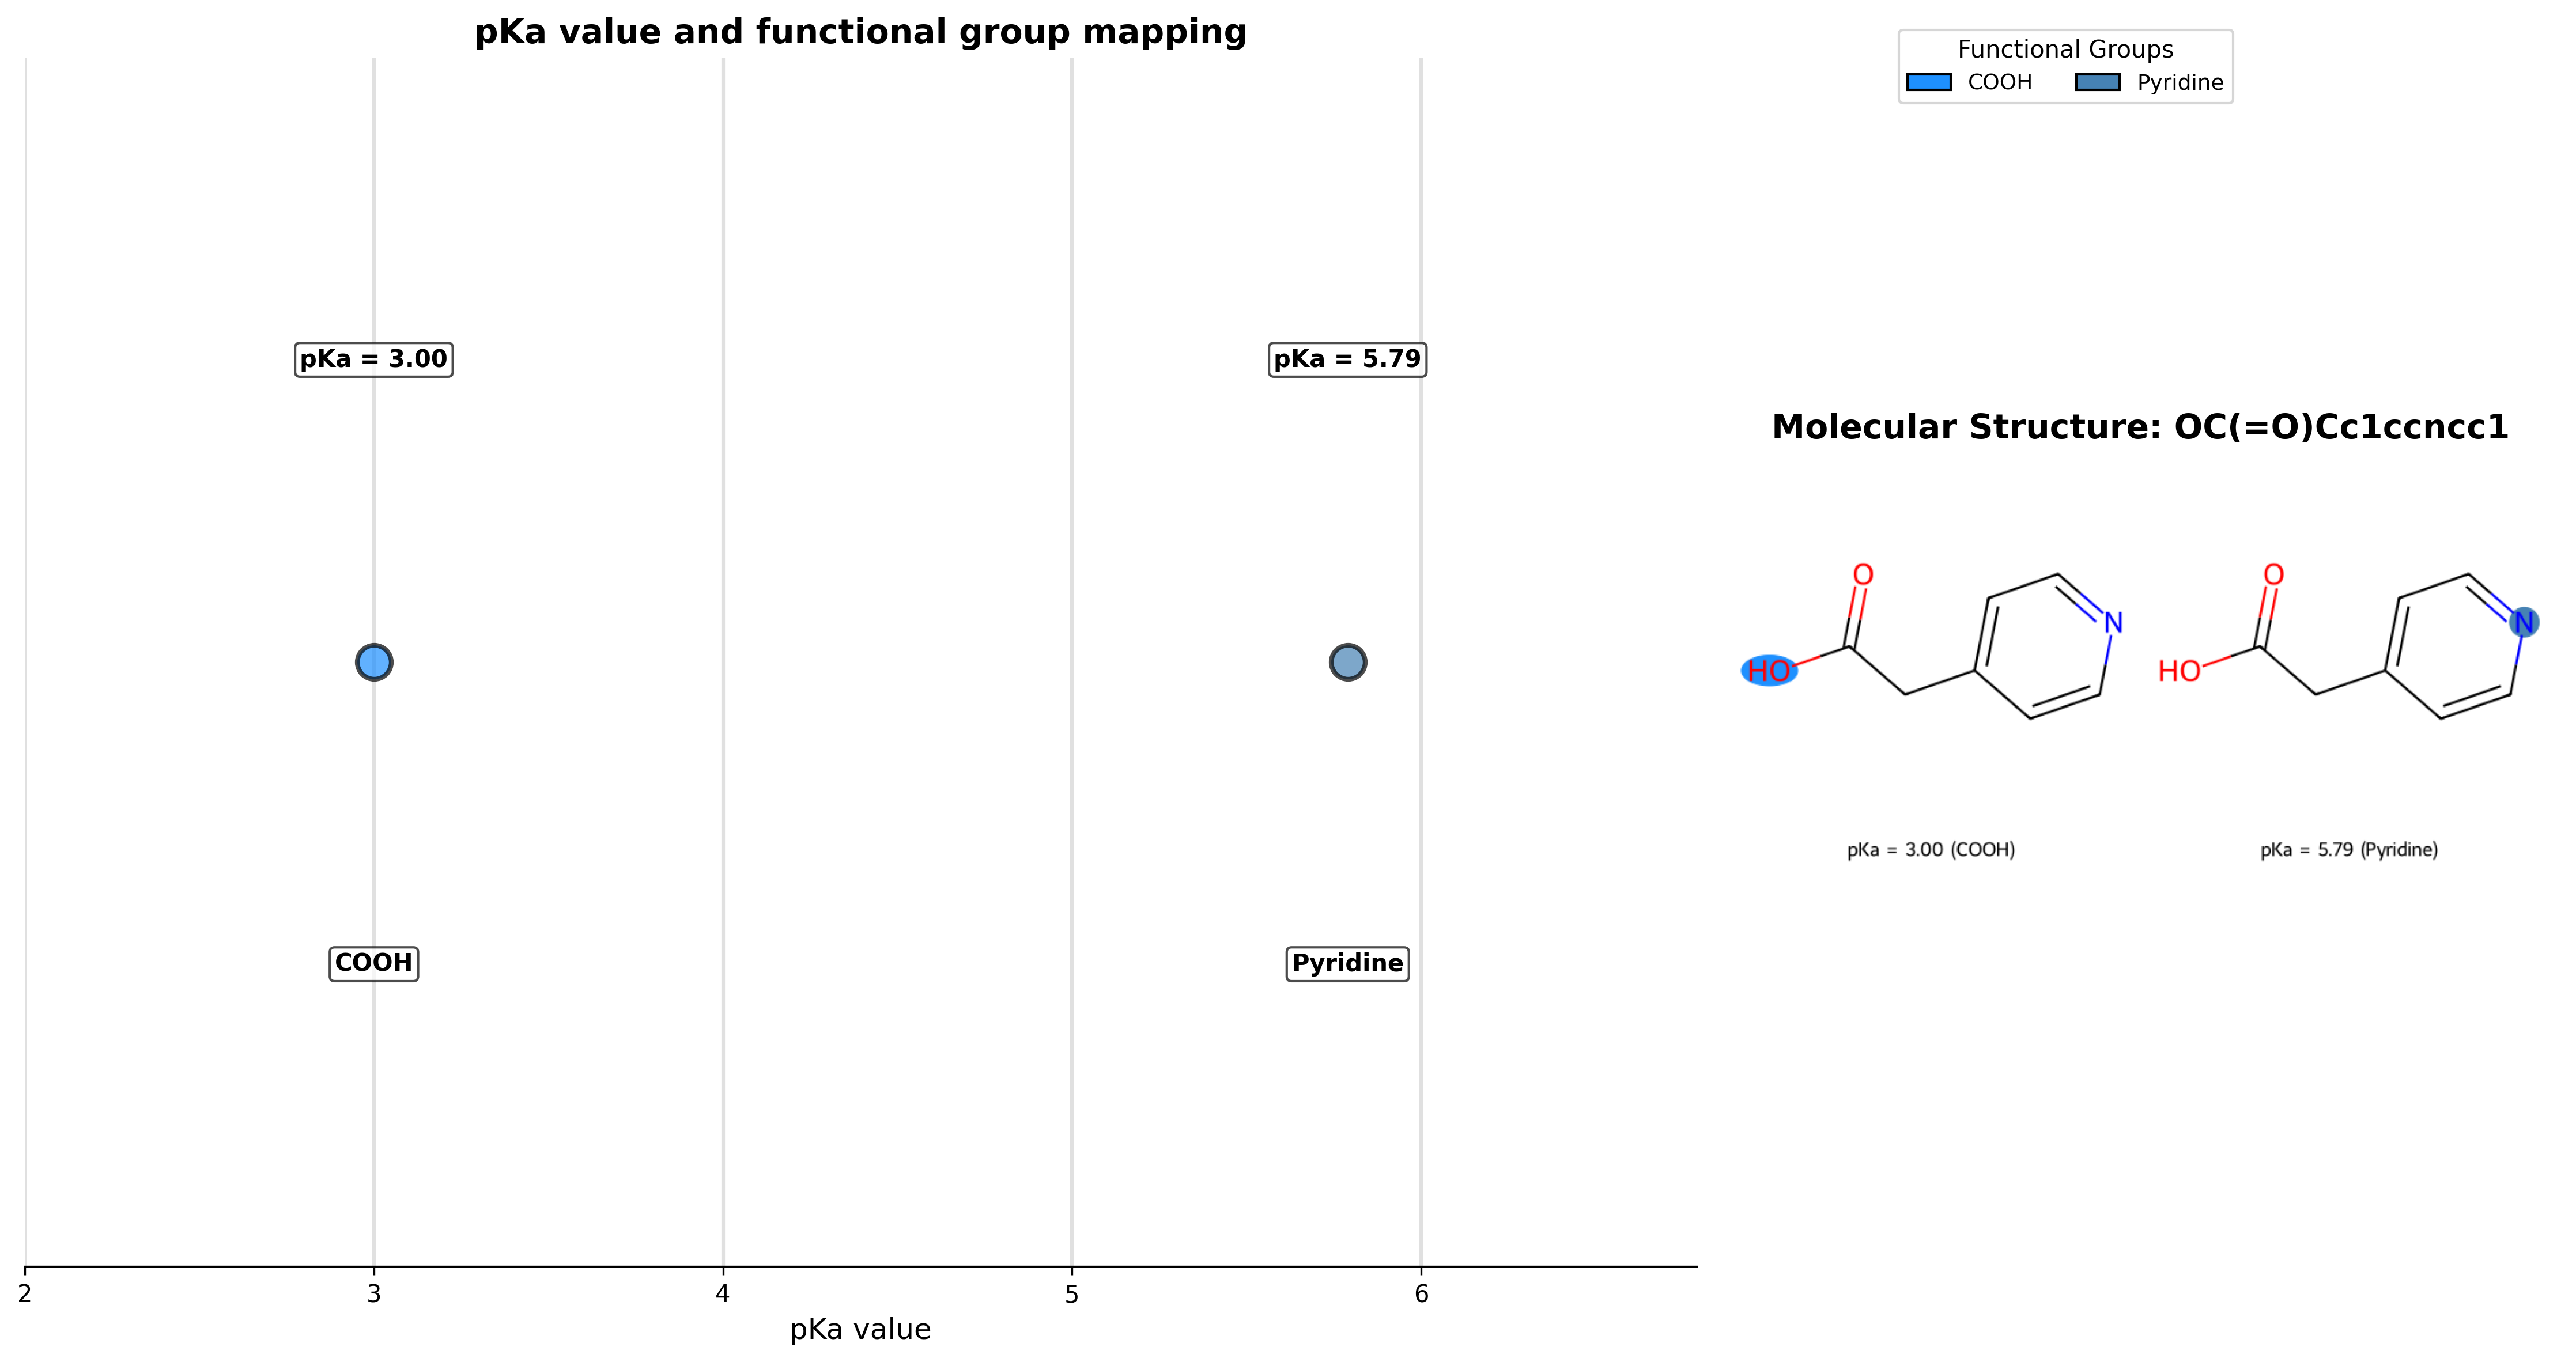 pKa value and functional group mapping
pKa = 3.00
pKa = 5.79
COOH
Pyridine
2
3
4
5
6
pKa value
Functional Groups
COOH
Pyridine
Molecular Structure: OC(=O)Cc1ccncc1
O
N
HO
O
N
HO
pKa = 3.00 (COOH)
pKa = 5.79 (Pyridine)